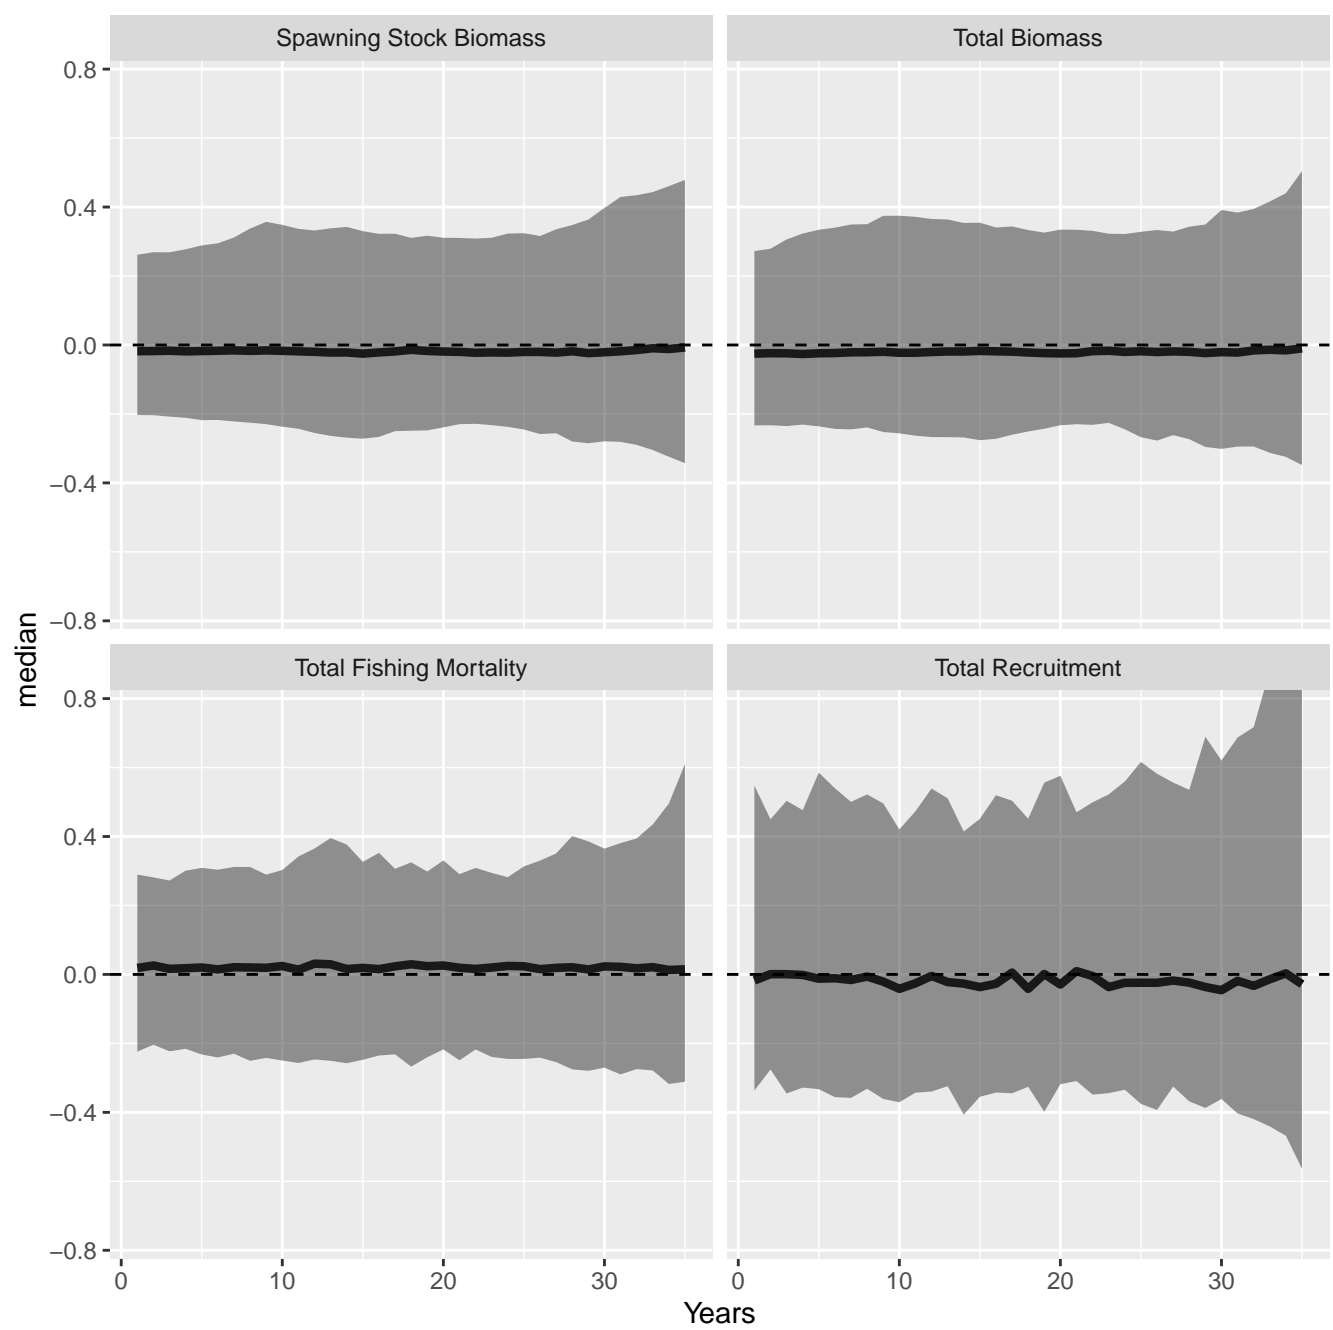 Spawning Stock Biomass
Total Biomass
0.8
0.4
0.0
−0.4
−0.8
median
Total Fishing Mortality
Total Recruitment
0.8
0.4
0.0
−0.4
−0.8
0 10 20 30
0 10 20 30
Years